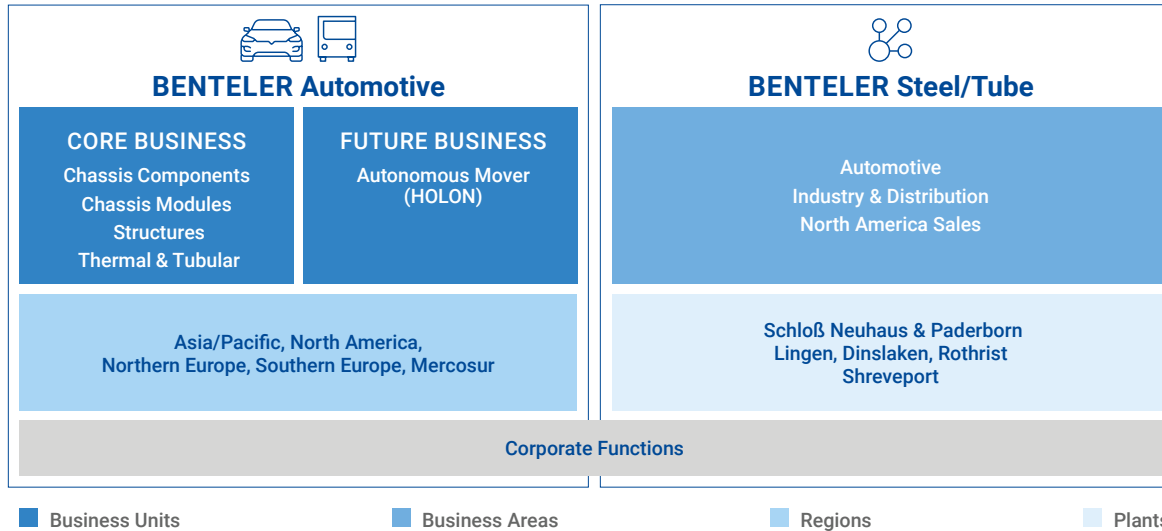 BENTELER Automotive
CORE BUSINESS
Chassis Components
Chassis Modules
Structures
Thermal & Tubular
FUTURE BUSINESS
Autonomous Mover
(HOLON)
Asia/Pacific, North America,
Northern Europe, Southern Europe, Mercosur
BENTELER Steel/Tube
Automotive
Industry & Distribution
North America Sales
Schloß Neuhaus & Paderborn
Lingen, Dinslaken, Rothrist
Shreveport
Corporate Functions
Business Units
Business Areas
Regions
Plants